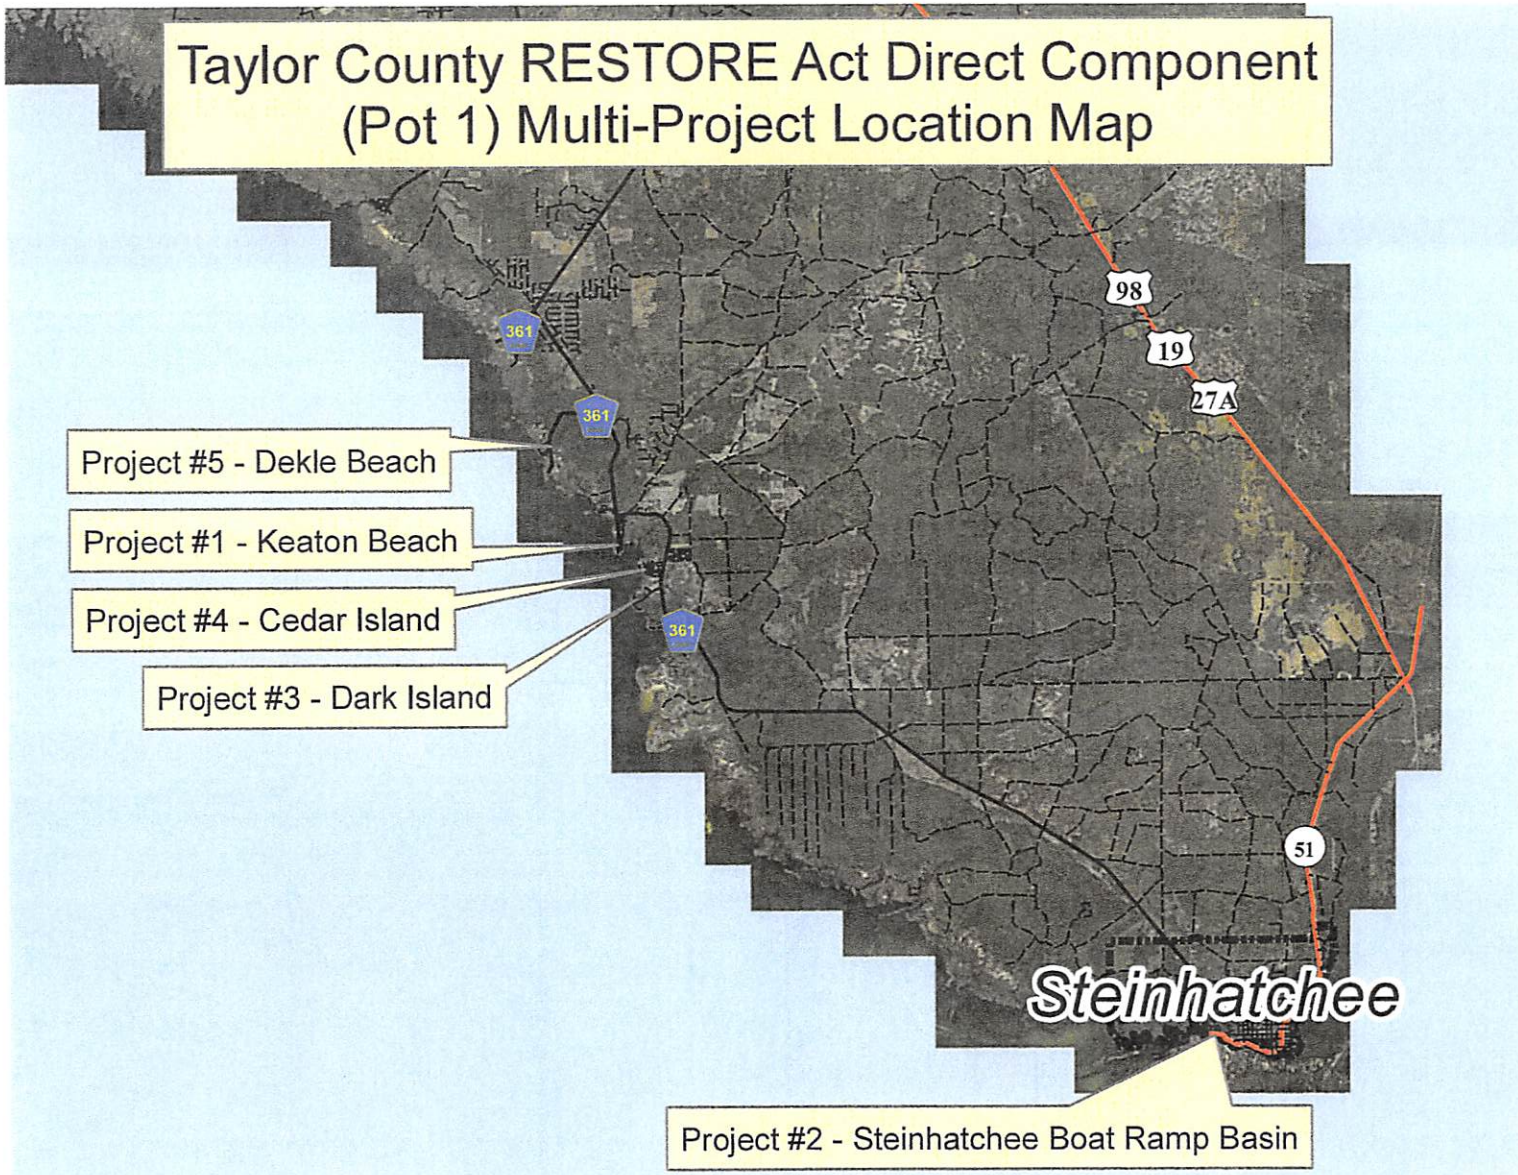 Taylor County RESTORE Act Direct Component
(Pot 1) Multi-Project Location Map
98
19
27A
361
361
Project #5 - Dekle Beach
Project #1 - Keaton Beach
Project #4 - Cedar Island
361
Project #3 - Dark Island
51
Steinhatchee
Project #2 - Steinhatchee Boat Ramp Basin